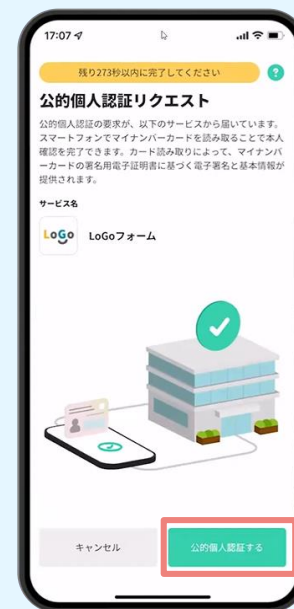 17:07
残り273秒以内に完了してください
?
公的個人認証リクエスト
公的個人認証の要求が、以下のサービスから届いています。
スマートフォンでマイナンバーカードを読み取ることで本人
確認を完了できます。カード読み取りによって、マイナンバ
ーカードの署名用電子証明書に基づく電子署名と基本情報が
提供されます。
サービス名
LoGo
LoGoフォーム
キャンセル
公的個人認証する